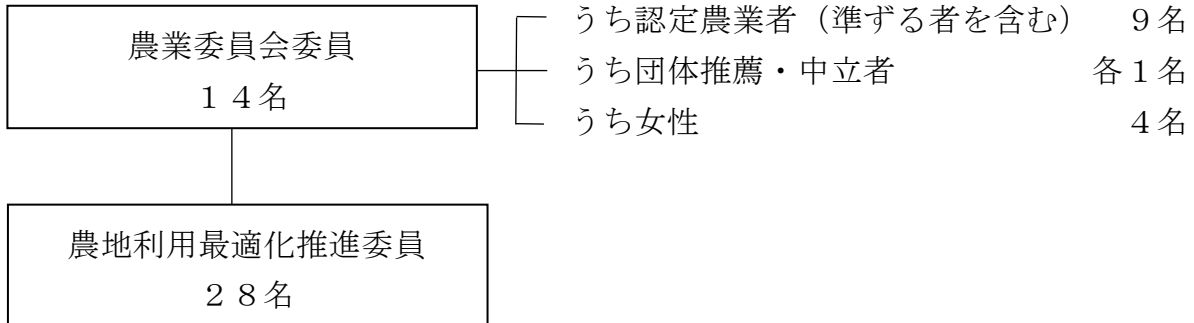 農業委員会委員
１４名
うち認定農業者（準ずる者を含む）　９名
うち団体推薦・中立者　各１名
うち女性　４名
農地利用最適化推進委員
２８名